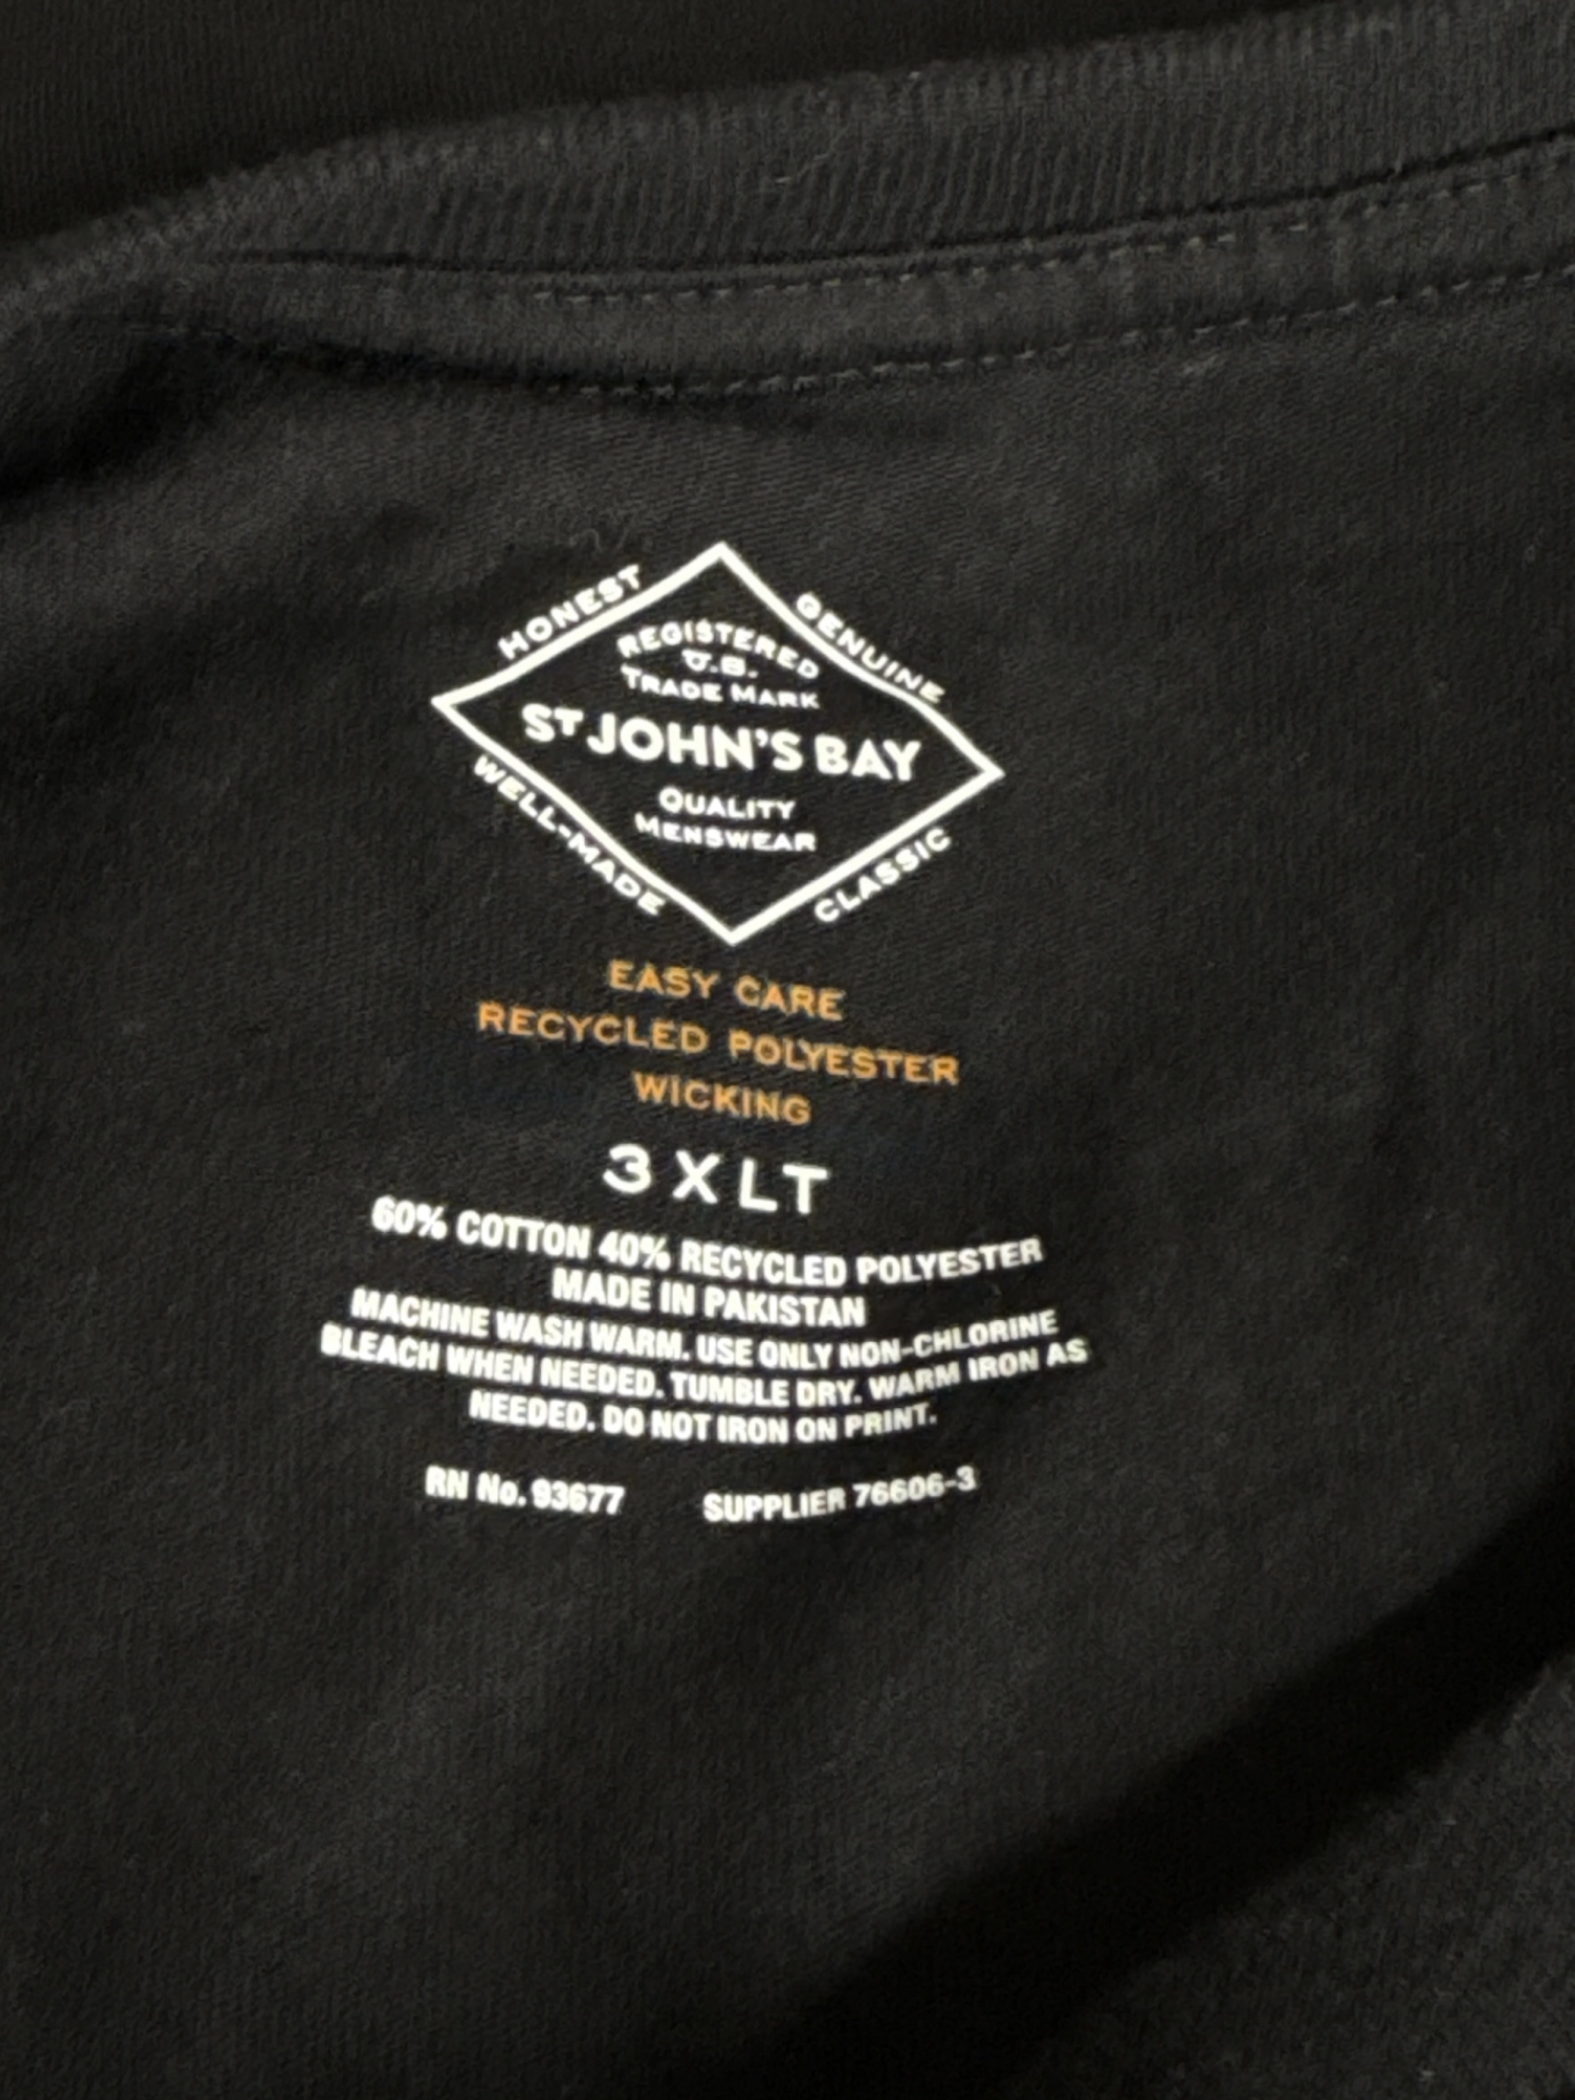 HONEST
GENUINE
REGISTERED
U.S.
TRADE MARK
ST JOHN'S BAY
QUALITY
MENSWEAR
WELL-MADE
CLASSIC
EASY CARE
RECYCLED POLYESTER
WICKING
3XLT
60% COTTON 40% RECYCLED POLYESTER
MADE IN PAKISTAN
MACHINE WASH WARM. USE ONLY NON-CHLORINE
BLEACH WHEN NEEDED. TUMBLE DRY. WARM IRON AS
NEEDED. DO NOT IRON ON PRINT.
RN No. 93677 SUPPLIER 76606-3